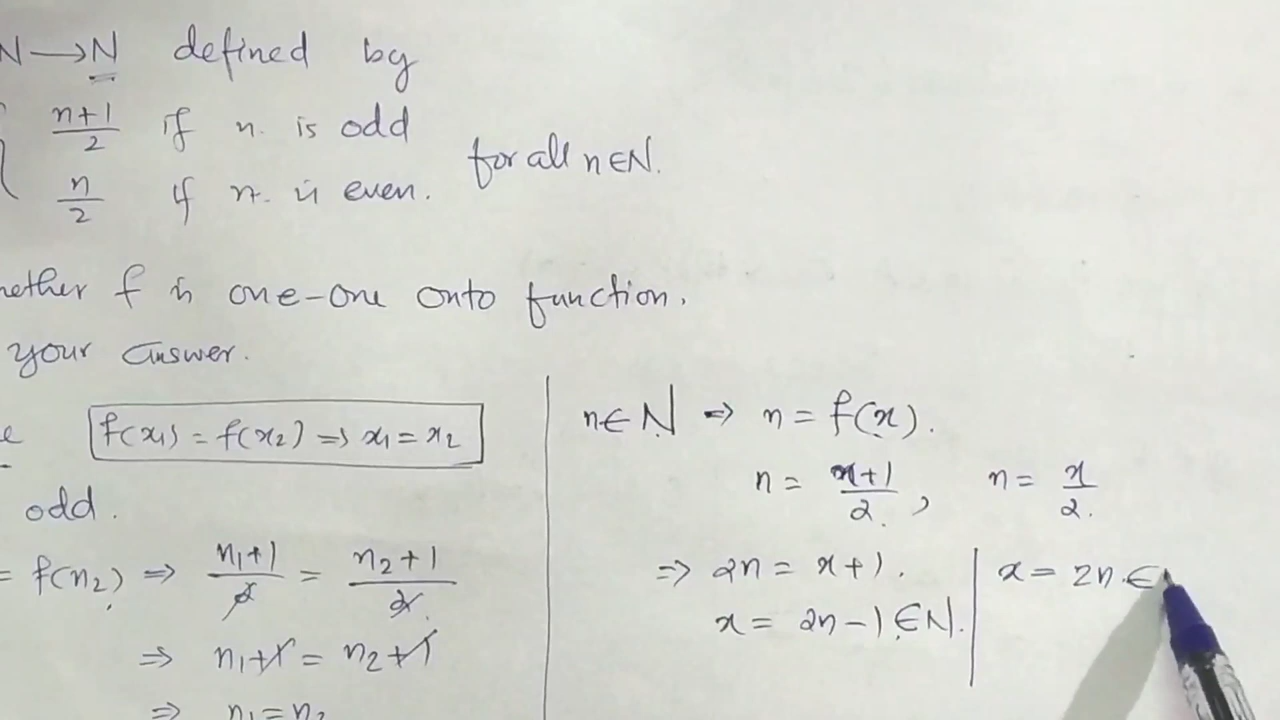 N → N defined by
n+1/2 if n is odd
for all n ∈ N.
n/2 if n is even.
nether f is one-one onto function.
your answer.
f(x1) = f(x2) ⇒ x1 = x2
odd.
= f(n2) ⇒ n1+1/2 = n2+1/2
⇒ n1+1 = n2+1
⇒ n1 = n2
n ∈ N ⇒ n = f(x).
n = x+1/2, n = x/2.
⇒ 2n = x+1.
x = 2n-1 ∈ N.
x = 2n. ∈